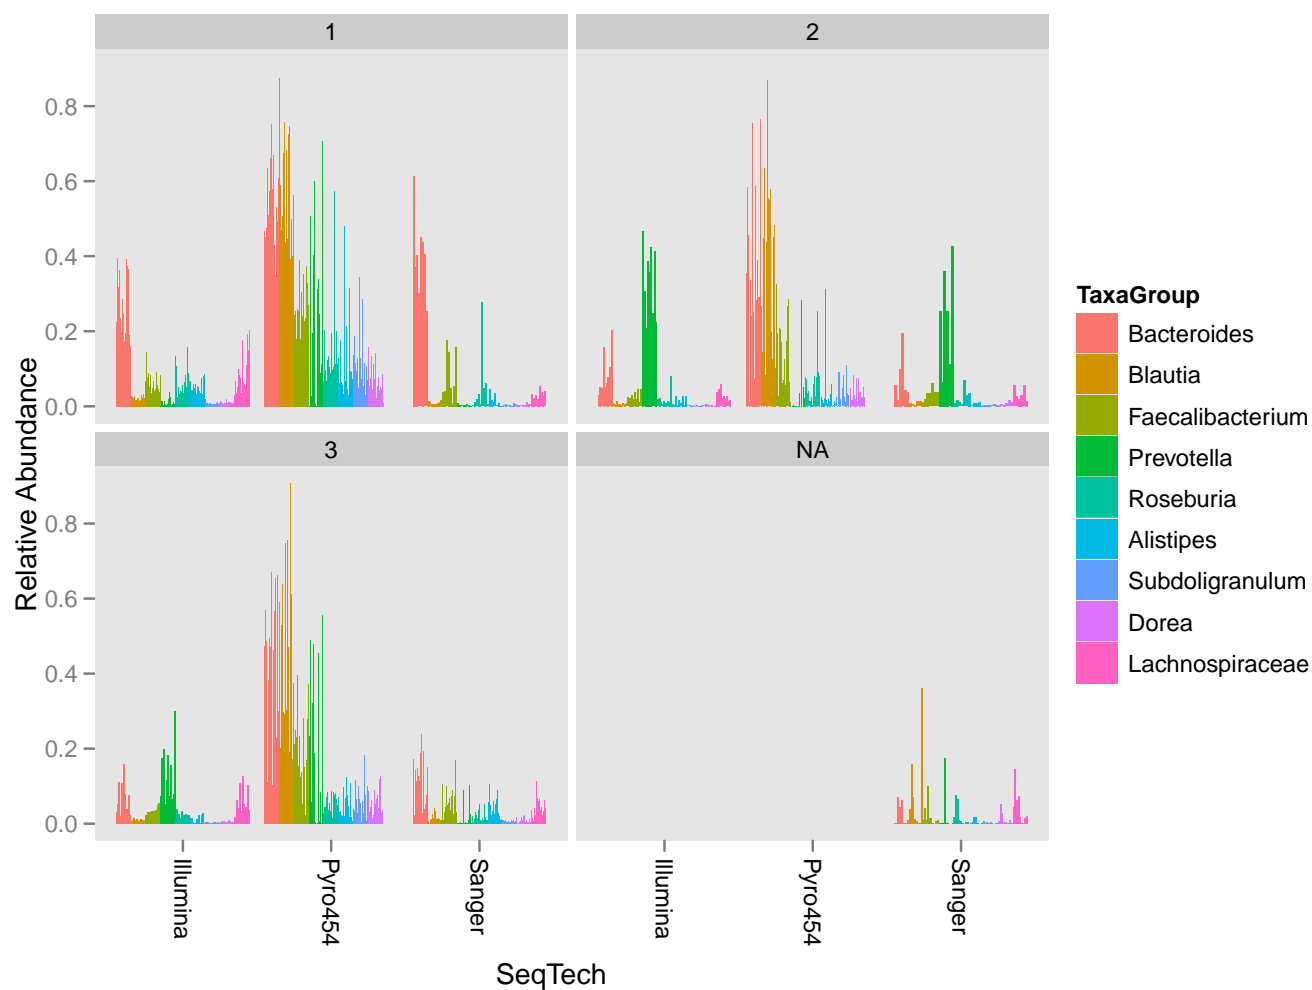 1
2
0.8
0.6
0.4
0.2
0.0
3
NA
0.8
0.6
0.4
0.2
0.0
Relative Abundance
Illumina
Pyro454
Sanger
Illumina
Pyro454
Sanger
SeqTech
TaxaGroup
Bacteroides
Blautia
Faecalibacterium
Prevotella
Roseburia
Alistipes
Subdoligranulum
Dorea
Lachnospiraceae